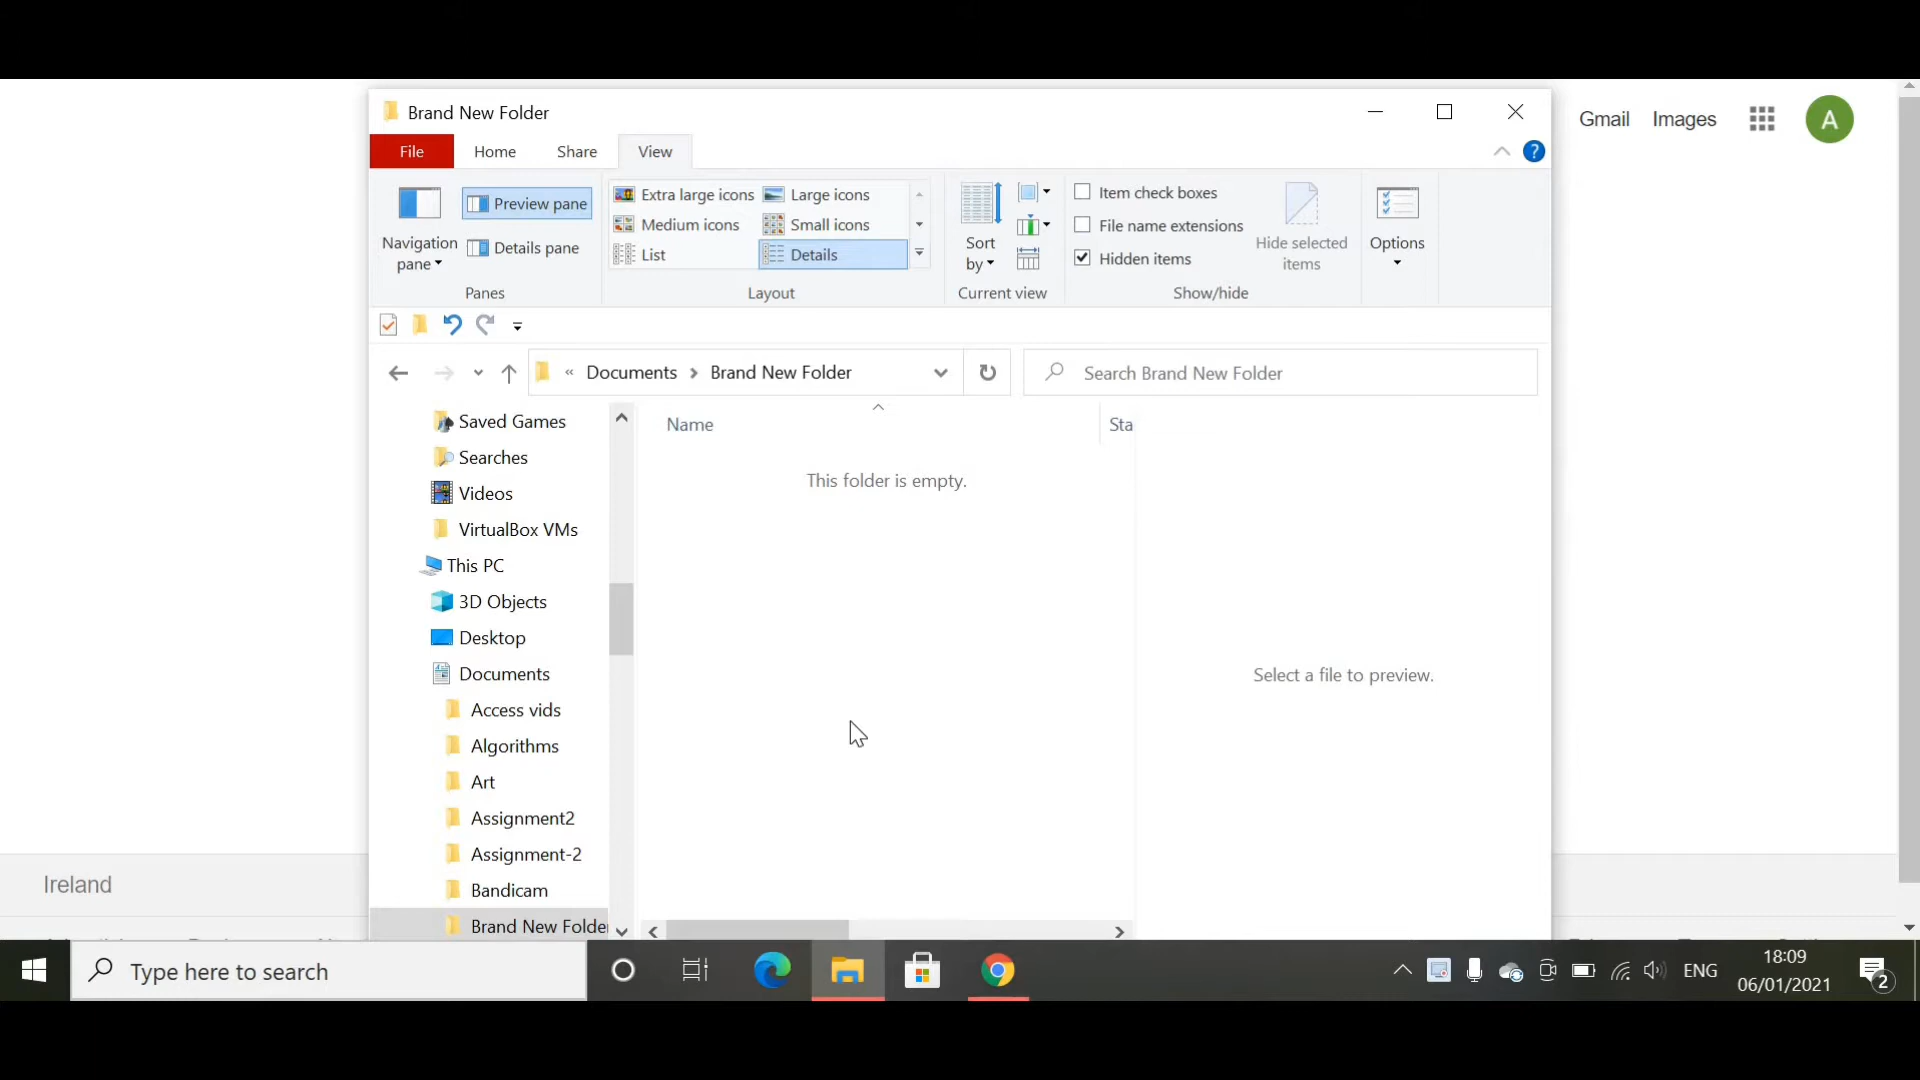 Brand New Folder
Gmail Images A
File Home Share View ?
Navigation pane
Preview pane
Details pane
Panes
Extra large icons Large icons
Medium icons Small icons
List Details
Layout
Sort by
Current view
Item check boxes
File name extensions
Hidden items
Hide selected items
Show/hide
Options
« Documents > Brand New Folder
Search Brand New Folder
Saved Games
Searches
Videos
VirtualBox VMs
This PC
3D Objects
Desktop
Documents
Access vids
Algorithms
Art
Assignment2
Assignment-2
Bandicam
Brand New Folder
Name Sta
This folder is empty.
Select a file to preview.
Ireland
Type here to search
ENG
18:09
06/01/2021
2